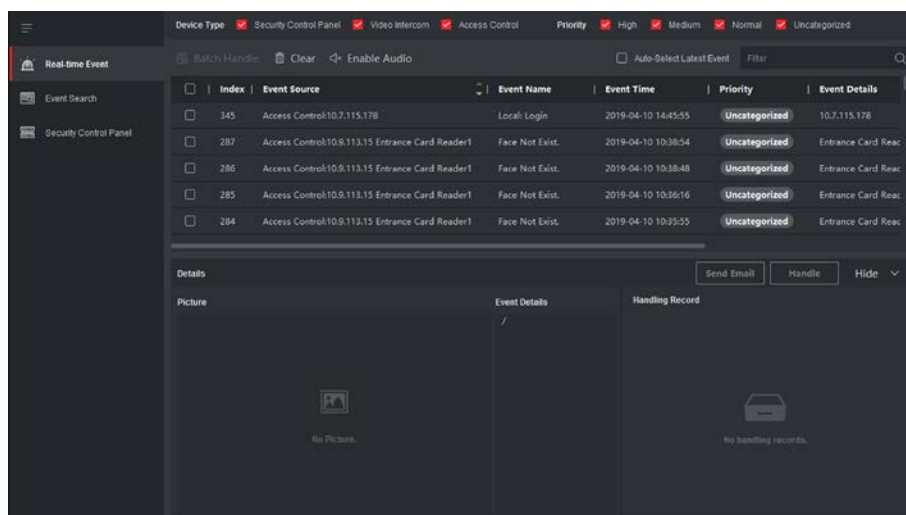 Device Type Security Control Panel Video Intercom Access Control Priority High Medium Normal Uncategorized
Real-time Event
Event Search
Security Control Panel
Batch Handle Clear Enable Audio Auto-Select Latest Event Filter
Index Event Source Event Name Event Time Priority Event Details
345 Access Control:10.7.115.178 Local: Login 2019-04-10 14:45:55 Uncategorized 10.7.115.178
287 Access Control:10.9.113.15 Entrance Card Reader1 Face Not Exist. 2019-04-10 10:38:54 Uncategorized Entrance Card Reac
286 Access Control:10.9.113.15 Entrance Card Reader1 Face Not Exist. 2019-04-10 10:38:48 Uncategorized Entrance Card Reac
285 Access Control:10.9.113.15 Entrance Card Reader1 Face Not Exist. 2019-04-10 10:36:16 Uncategorized Entrance Card Reac
284 Access Control:10.9.113.15 Entrance Card Reader1 Face Not Exist. 2019-04-10 10:35:55 Uncategorized Entrance Card Reac
Details Send Email Handle Hide
Picture Event Details Handling Record
/
No Picture.
No handling records.